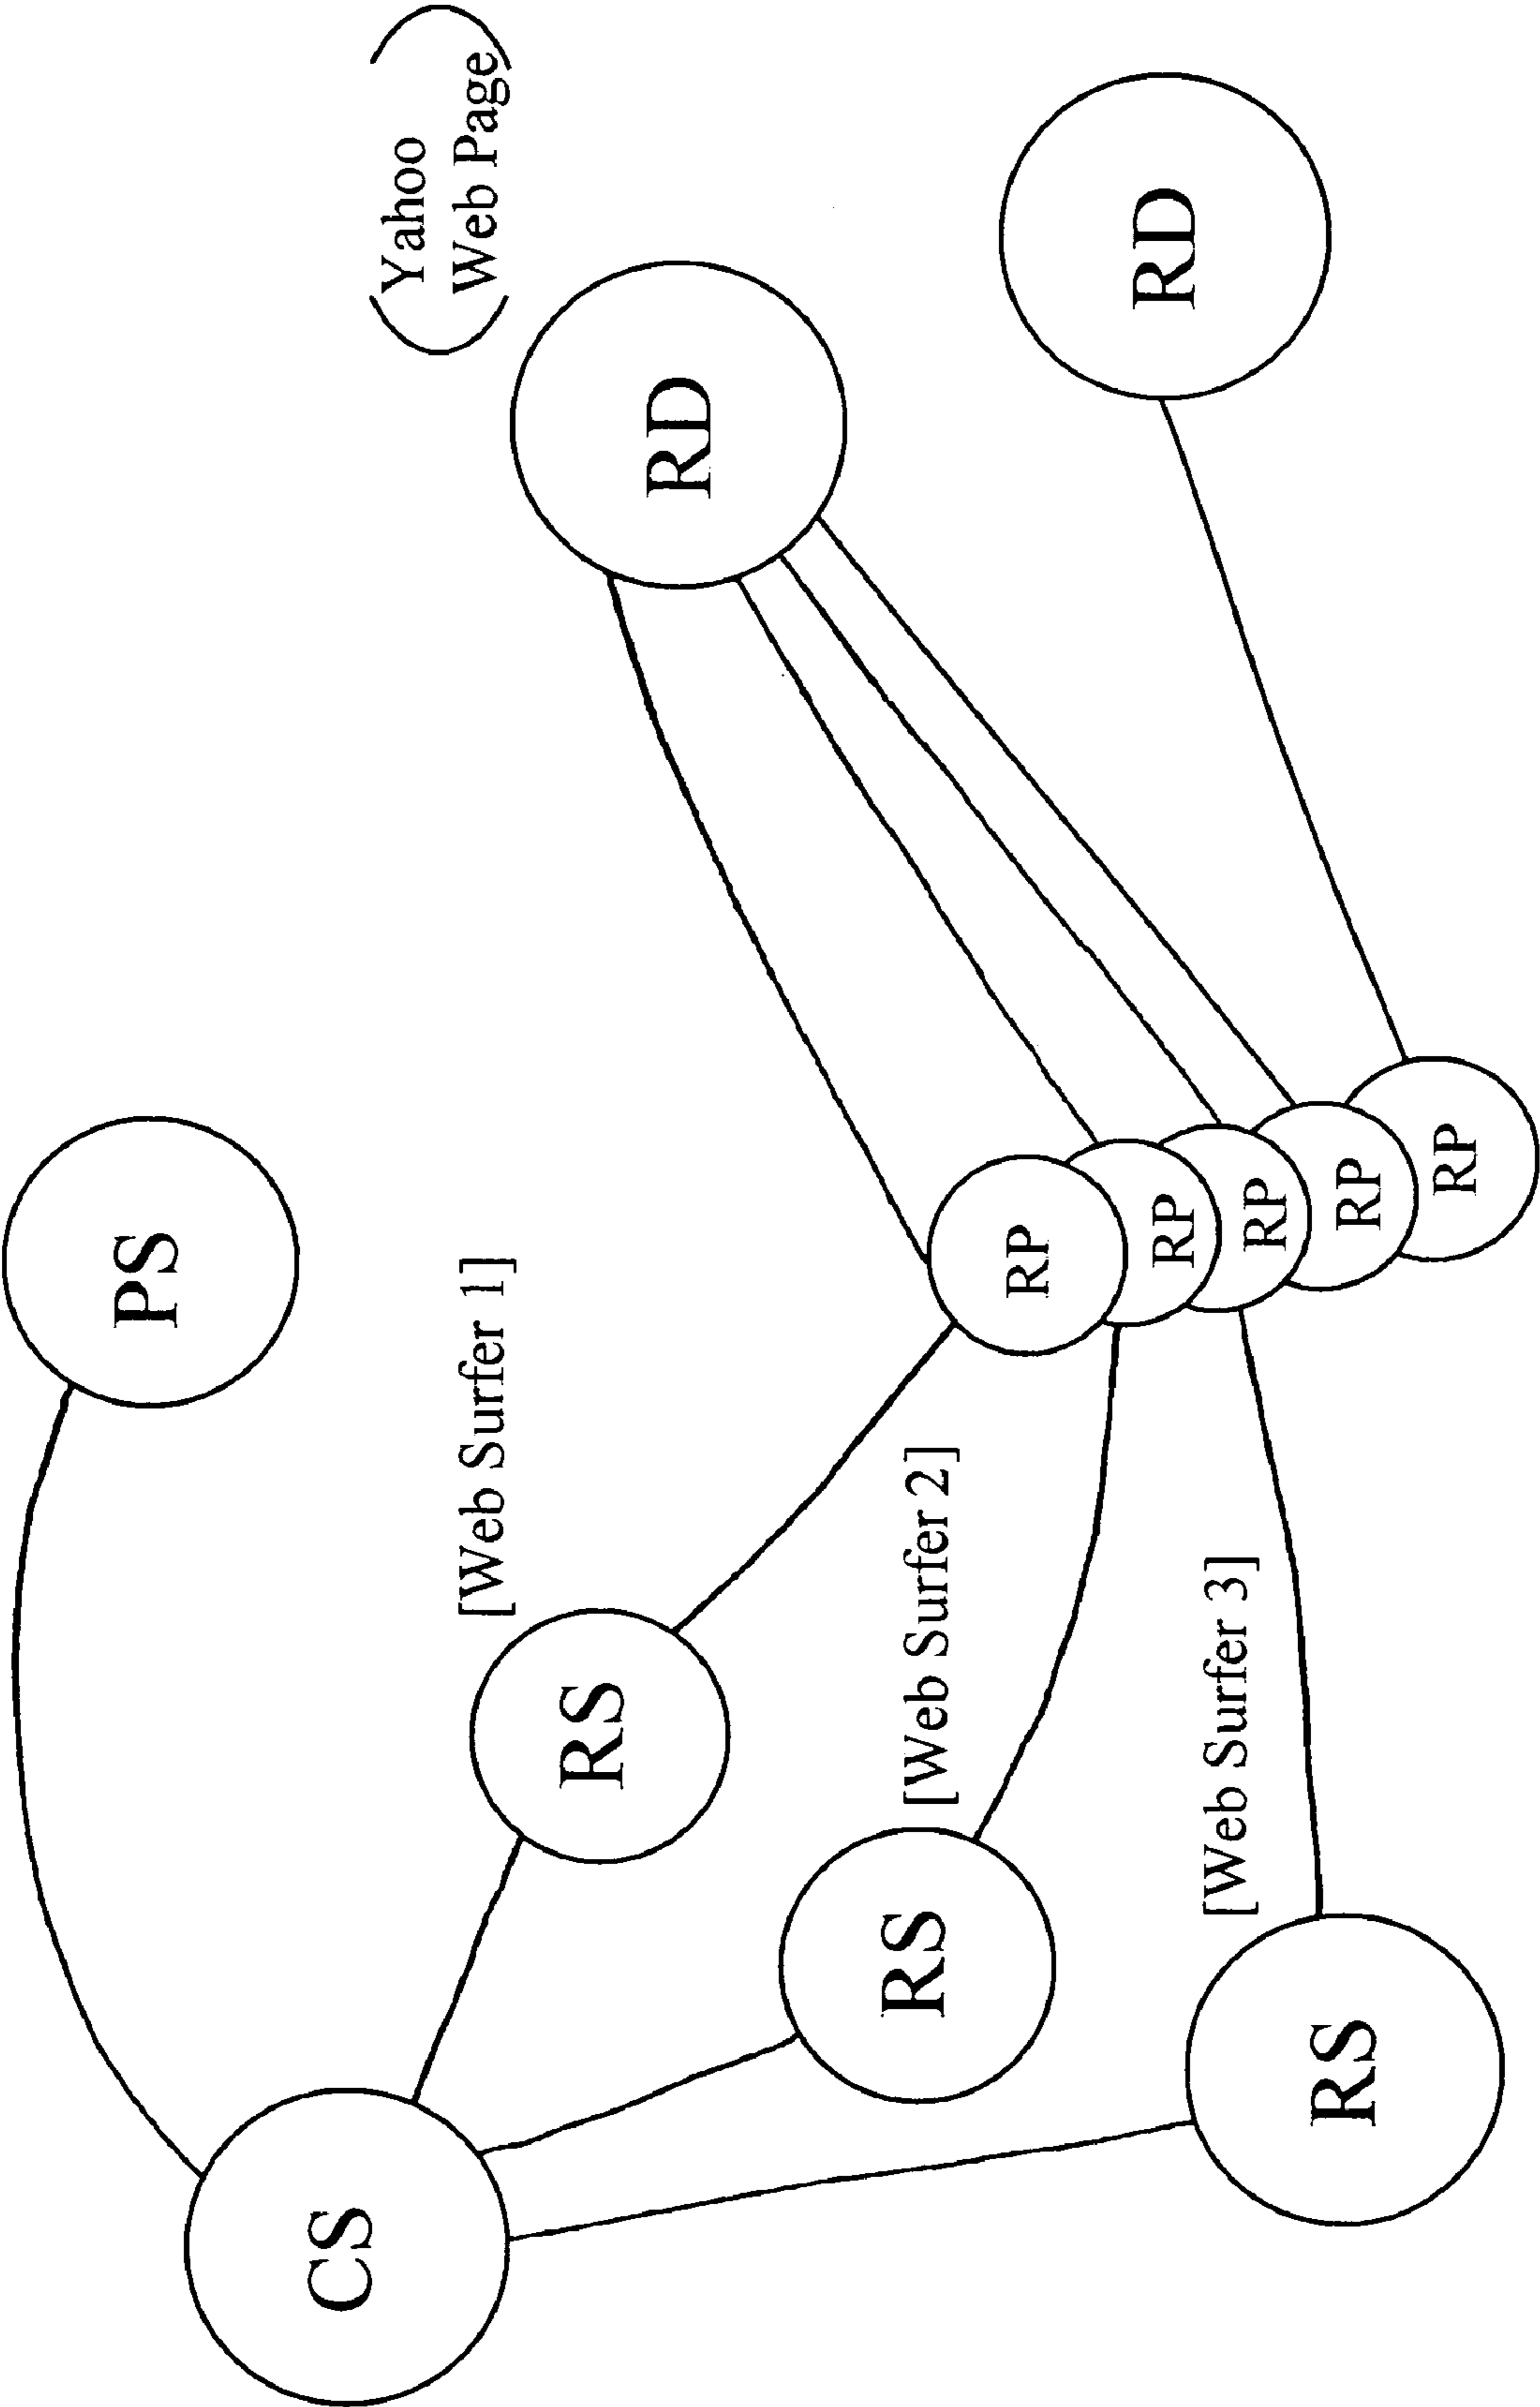 CS
PS
RS
[Web Surfer 1]
RS
[Web Surfer 2]
RS
[Web Surfer 3]
RP
RP
RP
RP
RP
RD
(Yahoo
Web Page)
RD